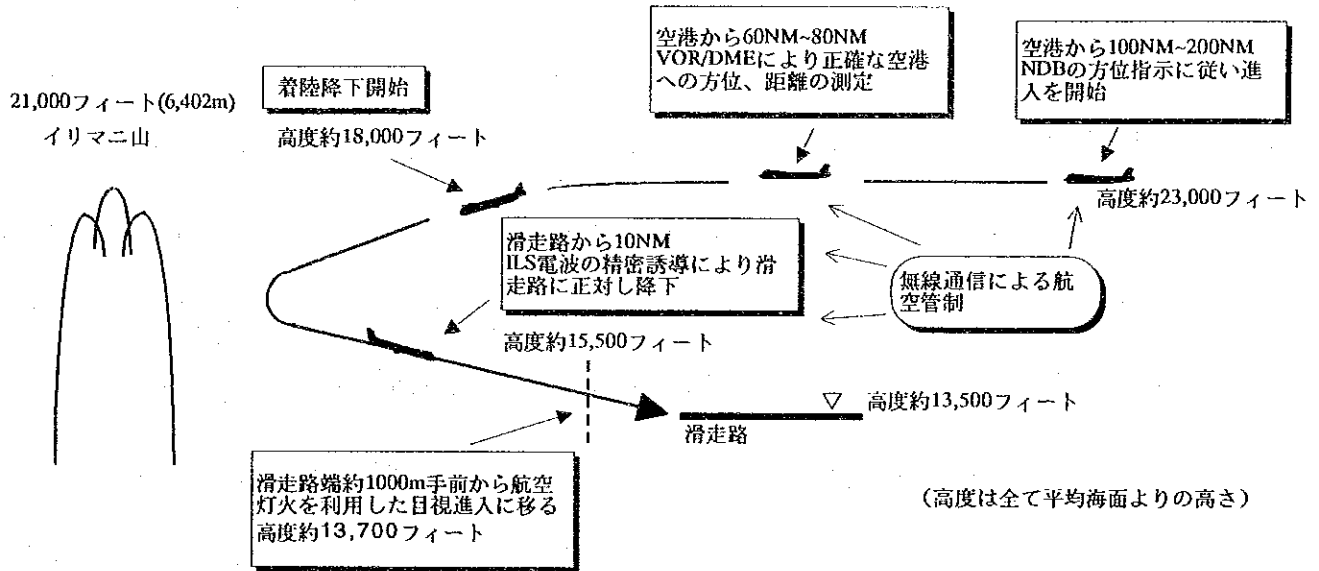 空港から60NM~80NM
VOR/DMEにより正確な空港
への方位、距離の測定
空港から100NM~200NM
NDBの方位指示に従い進
入を開始
着陸降下開始
21,000フィート(6,402m)
イリマニ山
高度約18,000フィート
高度約23,000フィート
滑走路から10NM
ILS電波の精密誘導により滑
走路に正対し降下
無線通信による航
空管制
高度約15,500フィート
高度約13,500フィート
滑走路
滑走路端約1000m手前から航空
灯火を利用した目視進入に移る
高度約13,700フィート
(高度は全て平均海面よりの高さ)